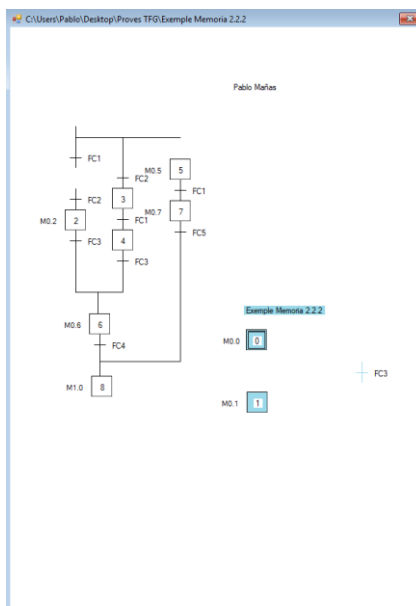 C:\Users\Pablo\Desktop\Proves TFG\Exemple Memoria 2.2.2
Pablo Mañas
FC1
FC2
M0.5
5
FC2
3
FC1
M0.2
2
FC1
M0.7
7
FC3
4
FC5
FC3
M0.6
6
FC4
M1.0
8
Exemple Memoria 2.2.2
M0.0
0
FC3
M0.1
1